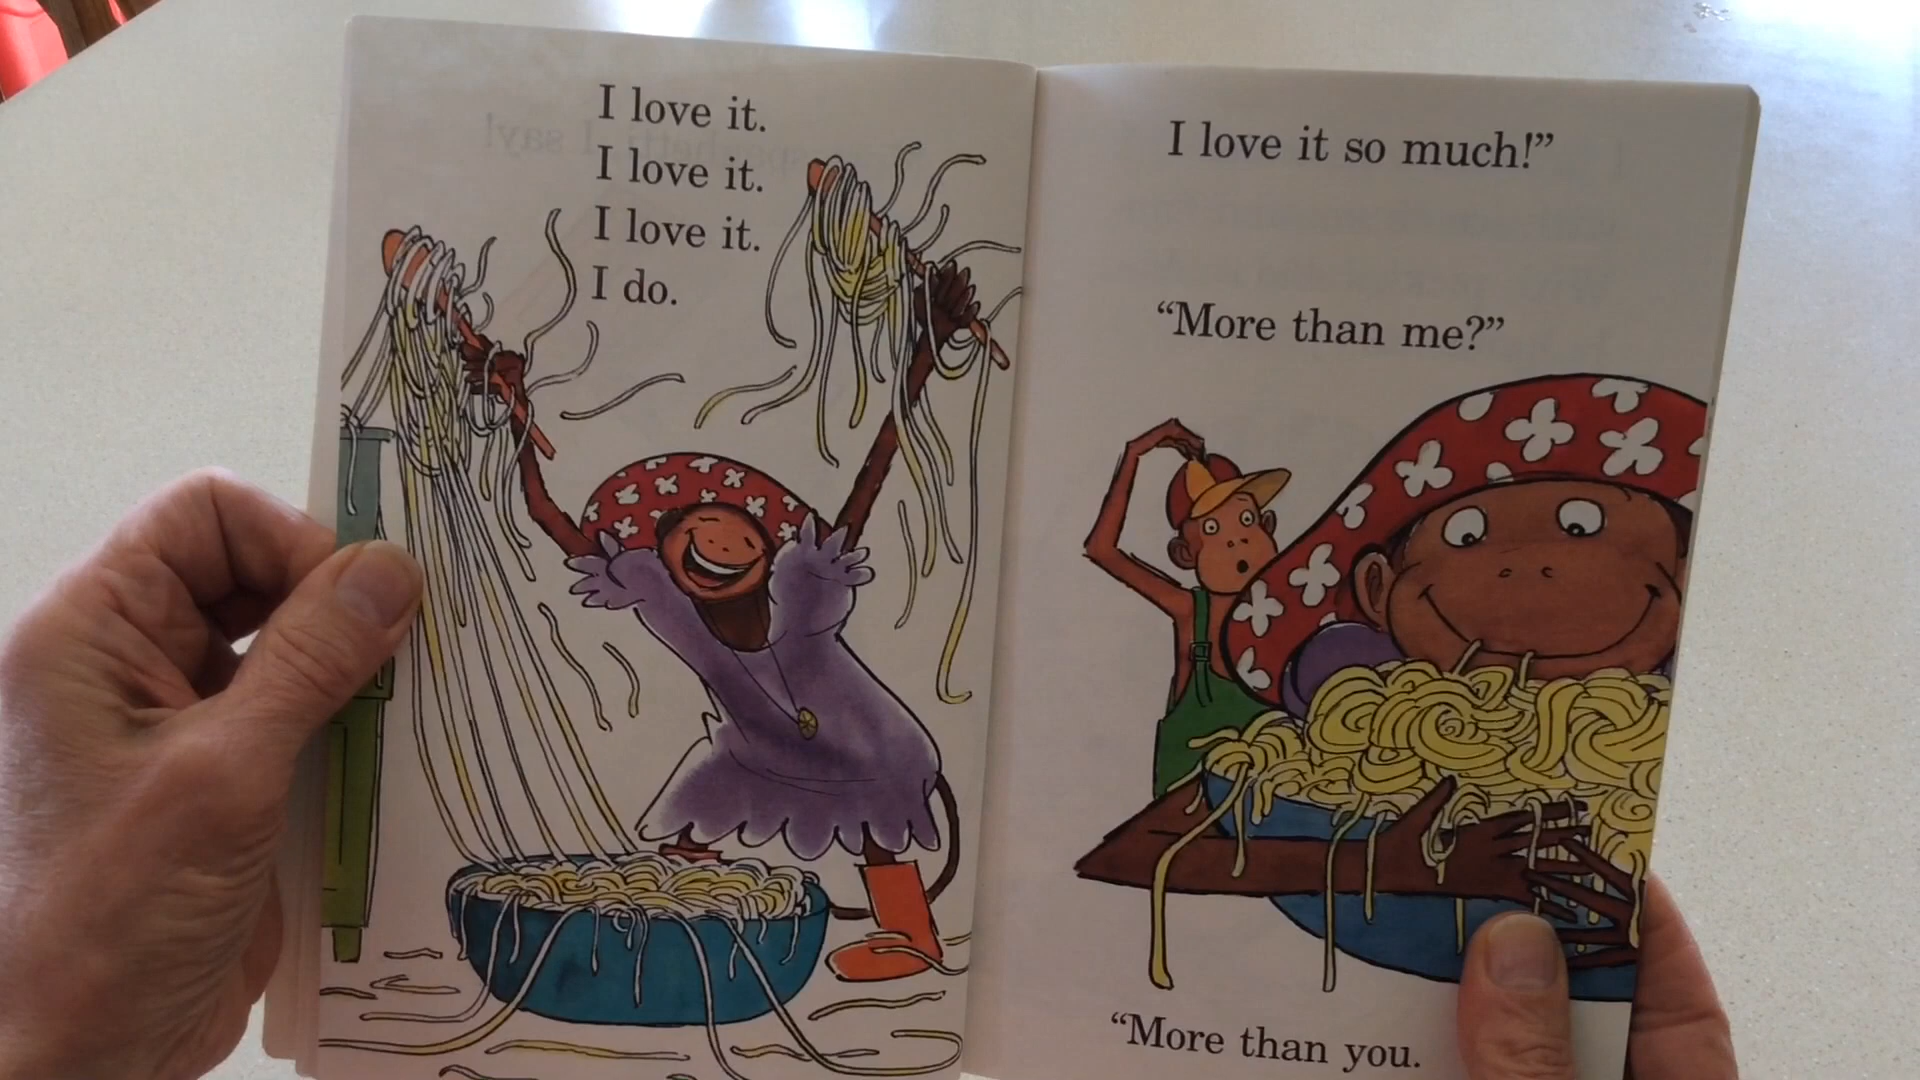 I love it.
I love it.
I love it.
I do.
I love it so much!”
“More than me?”
“More than you.